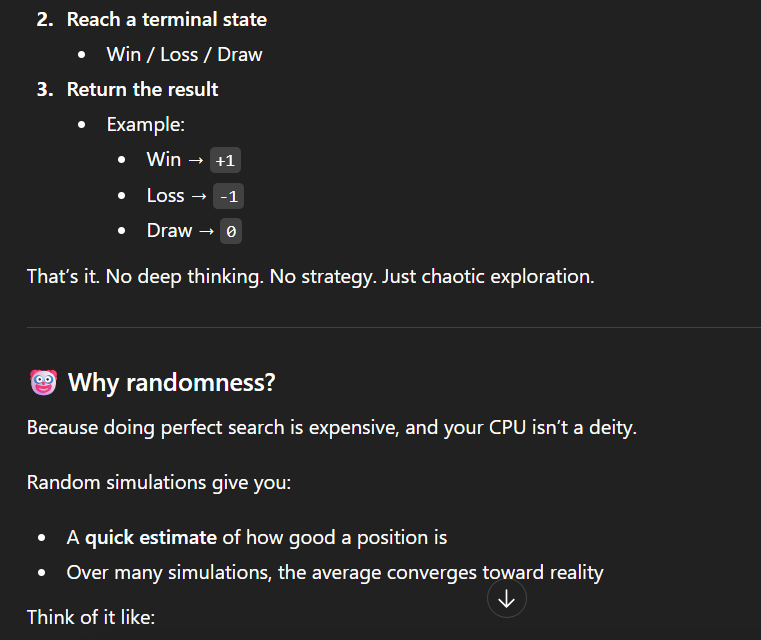 2. Reach a terminal state
• Win / Loss / Draw
3. Return the result
• Example:
• Win → +1
• Loss → -1
• Draw → 0
That’s it. No deep thinking. No strategy. Just chaotic exploration.
🤡 Why randomness?
Because doing perfect search is expensive, and your CPU isn’t a deity.
Random simulations give you:
• A quick estimate of how good a position is
• Over many simulations, the average converges toward reality
Think of it like: